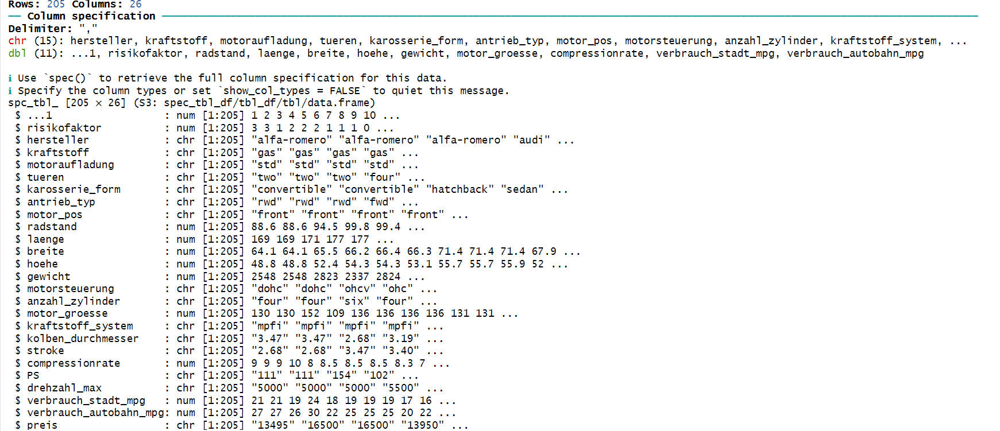 Rows: 205 Columns: 26
── Column specification ──────────────────────────────
Delimiter: ","
chr (15): hersteller, kraftstoff, motoraufladung, tueren, karosserie_form, antrieb_typ, motor_pos, motorsteuerung, anzahl_zylinder, kraftstoff_system, ...
dbl (11): ...1, risikofaktor, radstand, laenge, breite, hoehe, gewicht, motor_groesse, compressionrate, verbrauch_stadt_mpg, verbrauch_autobahn_mpg
ℹ Use `spec()` to retrieve the full column specification for this data.
ℹ Specify the column types or set `show_col_types = FALSE` to quiet this message.
spc_tbl_ [205 × 26] (S3: spec_tbl_df/tbl_df/tbl/data.frame)
$ ...1 : num [1:205] 1 2 3 4 5 6 7 8 9 10 ...
$ risikofaktor : num [1:205] 3 3 1 2 2 2 1 1 1 0 ...
$ hersteller : chr [1:205] "alfa-romero" "alfa-romero" "alfa-romero" "audi" ...
$ kraftstoff : chr [1:205] "gas" "gas" "gas" "gas" ...
$ motoraufladung : chr [1:205] "std" "std" "std" "std" ...
$ tueren : chr [1:205] "two" "two" "two" "four" ...
$ karosserie_form : chr [1:205] "convertible" "convertible" "hatchback" "sedan" ...
$ antrieb_typ : chr [1:205] "rwd" "rwd" "rwd" "fwd" ...
$ motor_pos : chr [1:205] "front" "front" "front" "front" ...
$ radstand : num [1:205] 88.6 88.6 94.5 99.8 99.4 ...
$ laenge : num [1:205] 169 169 171 177 177 ...
$ breite : num [1:205] 64.1 64.1 65.5 66.2 66.4 66.3 71.4 71.4 71.4 67.9 ...
$ hoehe : num [1:205] 48.8 48.8 52.4 54.3 54.3 53.1 55.7 55.7 55.9 52 ...
$ gewicht : num [1:205] 2548 2548 2823 2337 2824 ...
$ motorsteuerung : chr [1:205] "dohc" "dohc" "ohcv" "ohc" ...
$ anzahl_zylinder : chr [1:205] "four" "four" "six" "four" ...
$ motor_groesse : num [1:205] 130 130 152 109 136 136 136 136 131 131 ...
$ kraftstoff_system : chr [1:205] "mpfi" "mpfi" "mpfi" "mpfi" ...
$ kolben_durchmesser : chr [1:205] "3.47" "3.47" "2.68" "3.19" ...
$ stroke : chr [1:205] "2.68" "2.68" "3.47" "3.40" ...
$ compressionrate : num [1:205] 9 9 9 10 8 8.5 8.5 8.5 8.3 7 ...
$ PS : chr [1:205] "111" "111" "154" "102" ...
$ drehzahl_max : chr [1:205] "5000" "5000" "5000" "5500" ...
$ verbrauch_stadt_mpg : num [1:205] 21 21 19 24 18 19 19 19 17 16 ...
$ verbrauch_autobahn_mpg: num [1:205] 27 27 26 30 22 25 25 25 20 22 ...
$ preis : chr [1:205] "13495" "16500" "16500" "13950" ...